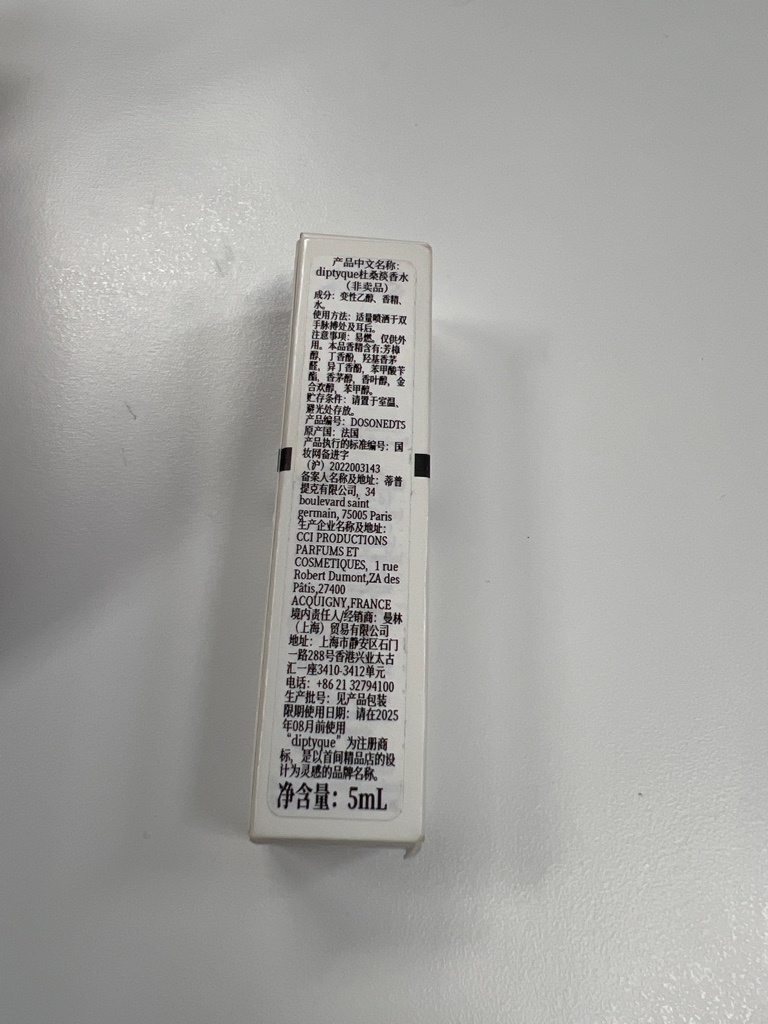 产品中文名称：
diptyque杜桑淡香水
（非卖品）
成分：变性乙醇、香精、
水。
使用方法：适量喷洒于双
手脉搏处及耳后。
注意事项：易燃。仅供外
用。本品香精含有:芳樟
醇，丁香酚，羟基香茅
醛，异丁香酚，苯甲酸苄
酯，香茅醇，香叶醇，金
合欢醇，苯甲醇。
贮存条件：请置于室温、
避光处存放。
产品编号：DOSONEDT5
原产国：法国
产品执行的标准编号：国
妆网备进字
（沪）2022003143
备案人名称及地址：蒂普
提克有限公司，34
boulevard saint
germain, 75005 Paris
生产企业名称及地址：
CCI PRODUCTIONS
PARFUMS ET
COSMETIQUES, 1 rue
Robert Dumont,ZA des
Pâtis,27400
ACQUIGNY,FRANCE
境内责任人/经销商：曼林
（上海）贸易有限公司
地址：上海市静安区石门
一路288号香港兴业太古
汇一座3410-3412单元
电话：+86 21 32794100
生产批号：见产品包装
限期使用日期：请在2025
年08月前使用
“diptyque”为注册商
标，是以首间精品店的设
计为灵感的品牌名称。
净含量：5mL